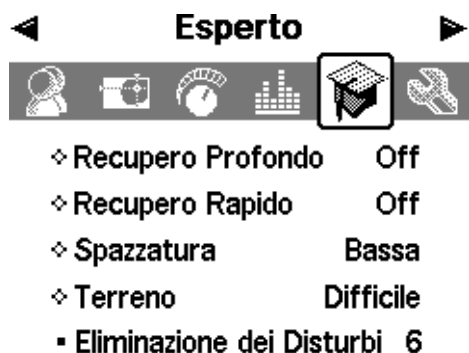 Esperto
Recupero Profondo Off
Recupero Rapido Off
Spazzatura Bassa
Terreno Difficile
Eliminazione dei Disturbi 6